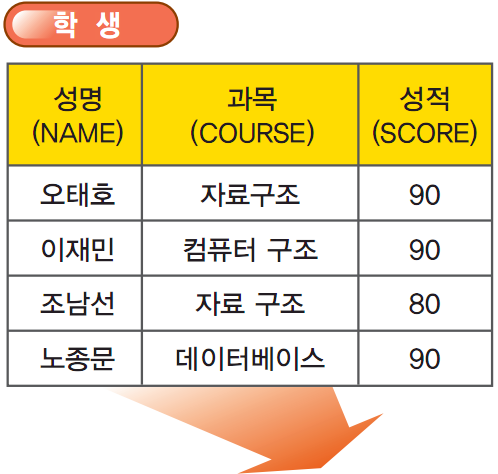 학 생
성명 과목 성적
(NAME) (COURSE) (SCORE)
오태호 자료구조 90
이재민 컴퓨터 구조 90
조남선 자료 구조 80
노종문 데이터베이스 90